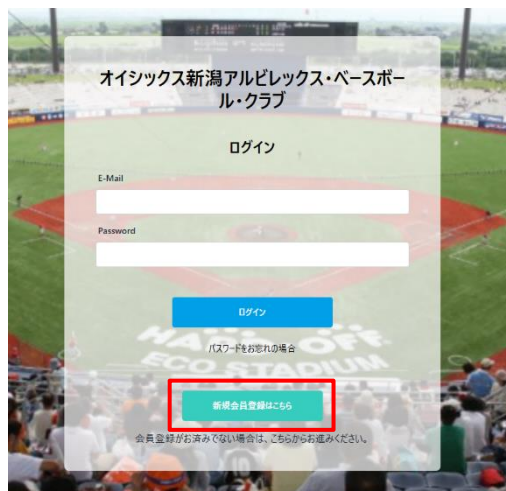 オイシックス新潟アルビレックス・ベースボー
ル・クラブ
ログイン
E-Mail
Password
ログイン
パスワードをお忘れの場合
HARD OFF
ECO STADIUM
新規会員登録はこちら
会員登録がお済みでない場合は、こちらからお進みください。